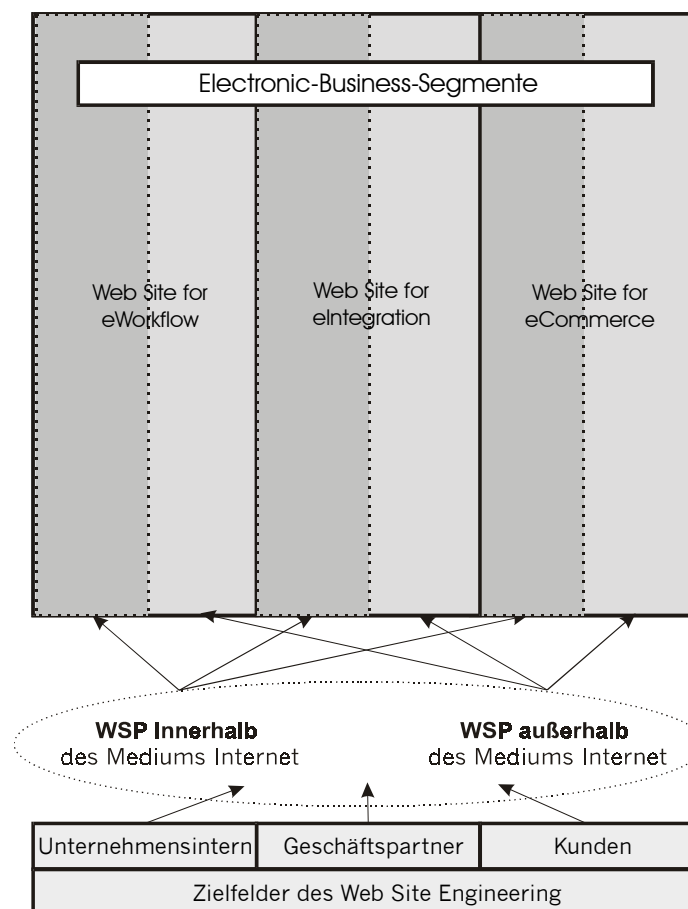 Electronic-Business-Segmente
Web Site for
eWorkflow
Web Site for
eIntegration
Web Site for
eCommerce
WSP Innerhalb
des Mediums Internet
WSP außerhalb
des Mediums Internet
Unternehmensintern
Geschäftspartner
Kunden
Zielfelder des Web Site Engineering